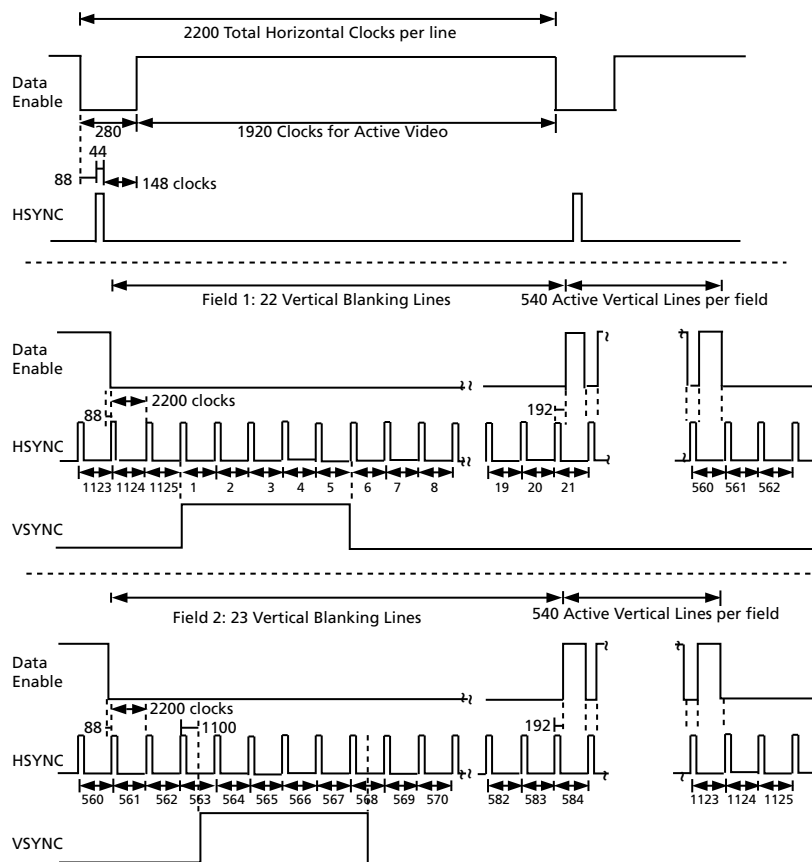 2200 Total Horizontal Clocks per line
Data
Enable
280
1920 Clocks for Active Video
44
88
148 clocks
HSYNC
Field 1: 22 Vertical Blanking Lines
540 Active Vertical Lines per field
Data
Enable
2200 clocks
88
192
HSYNC
1123 1124 1125 1 2 3 4 5 6 7 8 19 20 21 560 561 562
VSYNC
Field 2: 23 Vertical Blanking Lines
540 Active Vertical Lines per field
Data
Enable
2200 clocks
88
1100
192
HSYNC
560 561 562 563 564 565 566 567 568 569 570 582 583 584 1123 1124 1125
VSYNC